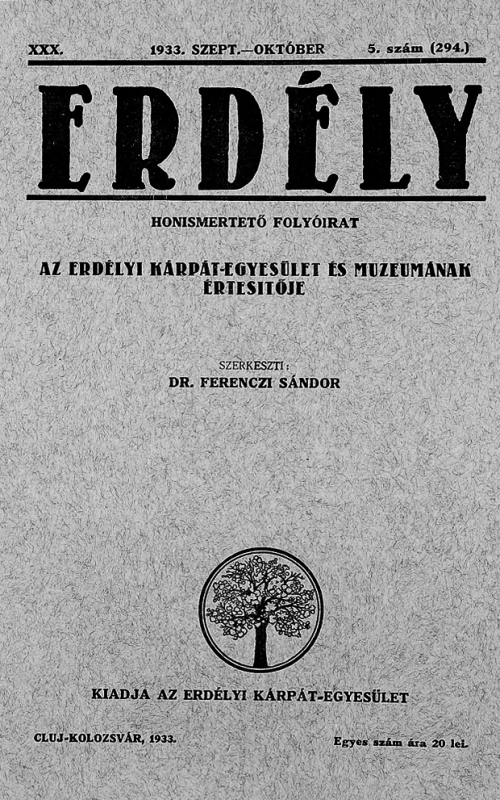 XXX. 1933. SZEPT.—OKTÓBER 5. szám (294.)
ERDÉLY
HONISMERTETŐ FOLYÓIRAT
AZ ERDÉLYI KÁRPÁT-EGYESÜLET ÉS MUZEUMÁNAK
ÉRTESITŐJE
SZERKESZTI:
DR. FERENCZI SÁNDOR
KIADJA AZ ERDÉLYI KÁRPÁT-EGYESÜLET
CLUJ-KOLOZSVÁR, 1933. Egyes szám ára 20 lei.